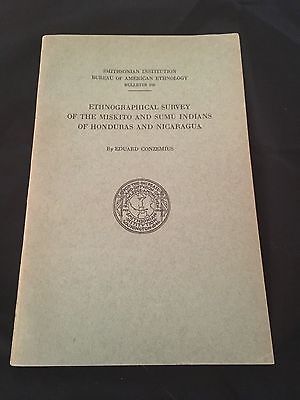 SMITHSONIAN INSTITUTION
BUREAU OF AMERICAN ETHNOLOGY
BULLETIN 106
ETHNOGRAPHICAL SURVEY
OF THE MISKITO AND SUMU INDIANS
OF HONDURAS AND NICARAGUA
By EDUARD CONZEMIUS